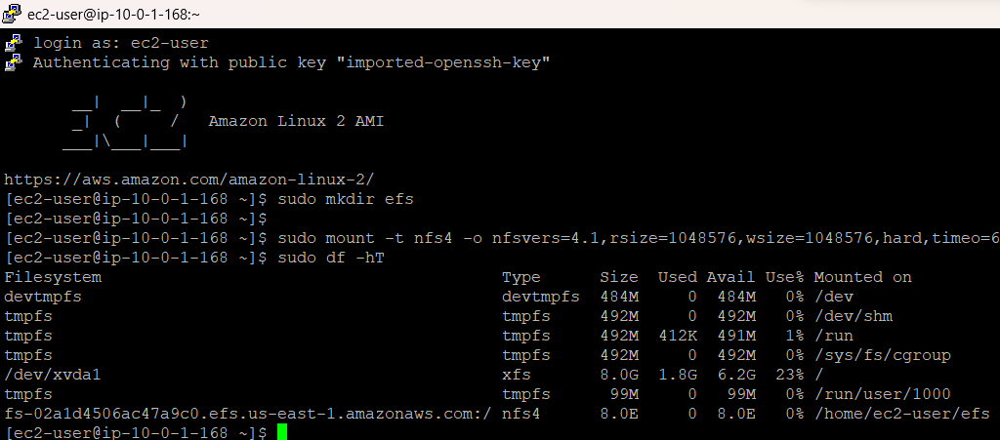 ec2-user@ip-10-0-1-168:~
login as: ec2-user
Authenticating with public key "imported-openssh-key"
       __|  __|_  )
       _|  (     /   Amazon Linux 2 AMI
      ___|\___|___|
https://aws.amazon.com/amazon-linux-2/
[ec2-user@ip-10-0-1-168 ~]$ sudo mkdir efs
[ec2-user@ip-10-0-1-168 ~]$
[ec2-user@ip-10-0-1-168 ~]$ sudo mount -t nfs4 -o nfsvers=4.1,rsize=1048576,wsize=1048576,hard,timeo=6
[ec2-user@ip-10-0-1-168 ~]$ sudo df -hT
Filesystem                                         Type      Size  Used Avail Use% Mounted on
devtmpfs                                           devtmpfs  484M     0  484M   0% /dev
tmpfs                                              tmpfs     492M     0  492M   0% /dev/shm
tmpfs                                              tmpfs     492M  412K  491M   1% /run
tmpfs                                              tmpfs     492M     0  492M   0% /sys/fs/cgroup
/dev/xvda1                                         xfs       8.0G  1.8G  6.2G  23% /
tmpfs                                              tmpfs      99M     0   99M   0% /run/user/1000
fs-02a1d4506ac47a9c0.efs.us-east-1.amazonaws.com:/ nfs4      8.0E     0  8.0E   0% /home/ec2-user/efs
[ec2-user@ip-10-0-1-168 ~]$